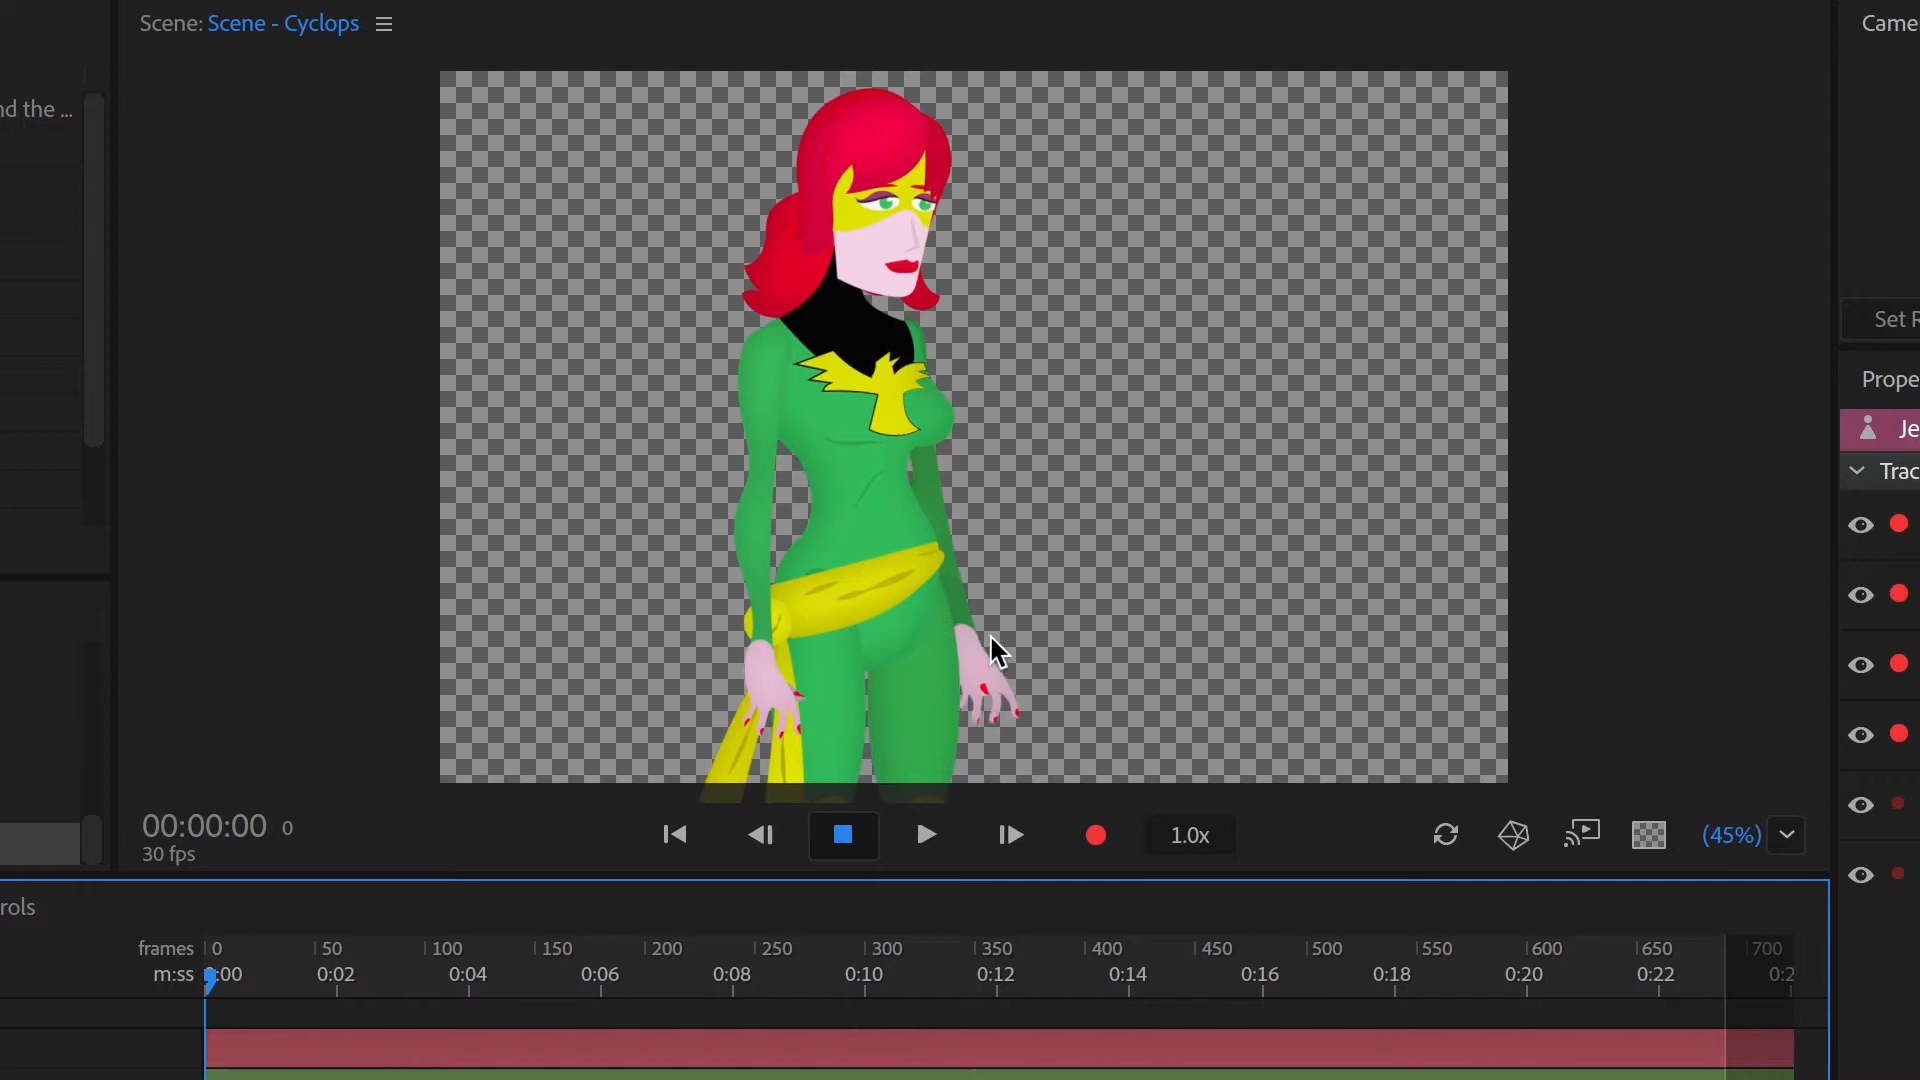 Scene: Scene - Cyclops
Came
nd the ...
Set R
Prope
Je
Trac
00:00:00 0
30 fps
1.0x
(45%)
rols
frames 0 50 100 150 200 250 300 350 400 450 500 550 600 650 700
m:ss :00 0:02 0:04 0:06 0:08 0:10 0:12 0:14 0:16 0:18 0:20 0:22 0:2